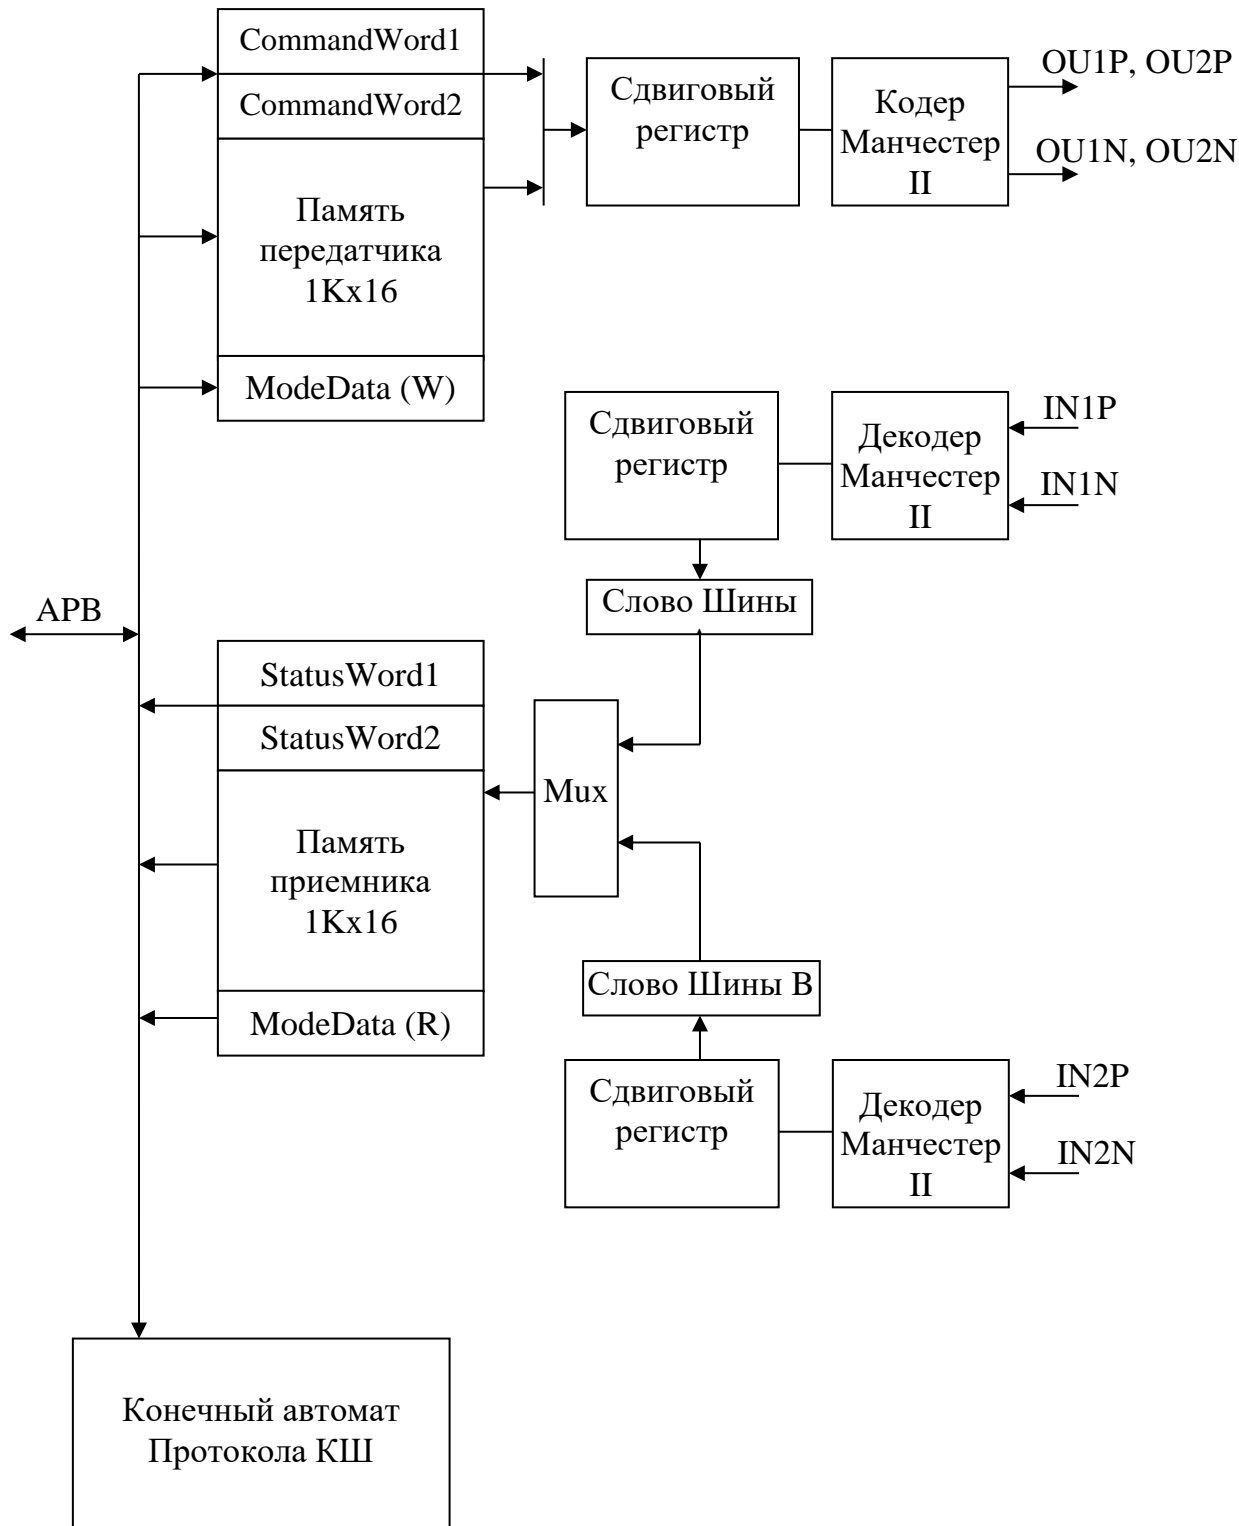 CommandWord1
CommandWord2
Память
передатчика
1Kx16
ModeData (W)
Сдвиговый
регистр
Кодер
Манчестер
II
OU1P, OU2P
OU1N, OU2N
Сдвиговый
регистр
Декодер
Манчестер
II
IN1P
IN1N
Слово Шины
APB
StatusWord1
StatusWord2
Память
приемника
1Kx16
ModeData (R)
Mux
Слово Шины B
Сдвиговый
регистр
Декодер
Манчестер
II
IN2P
IN2N
Конечный автомат
Протокола КШ